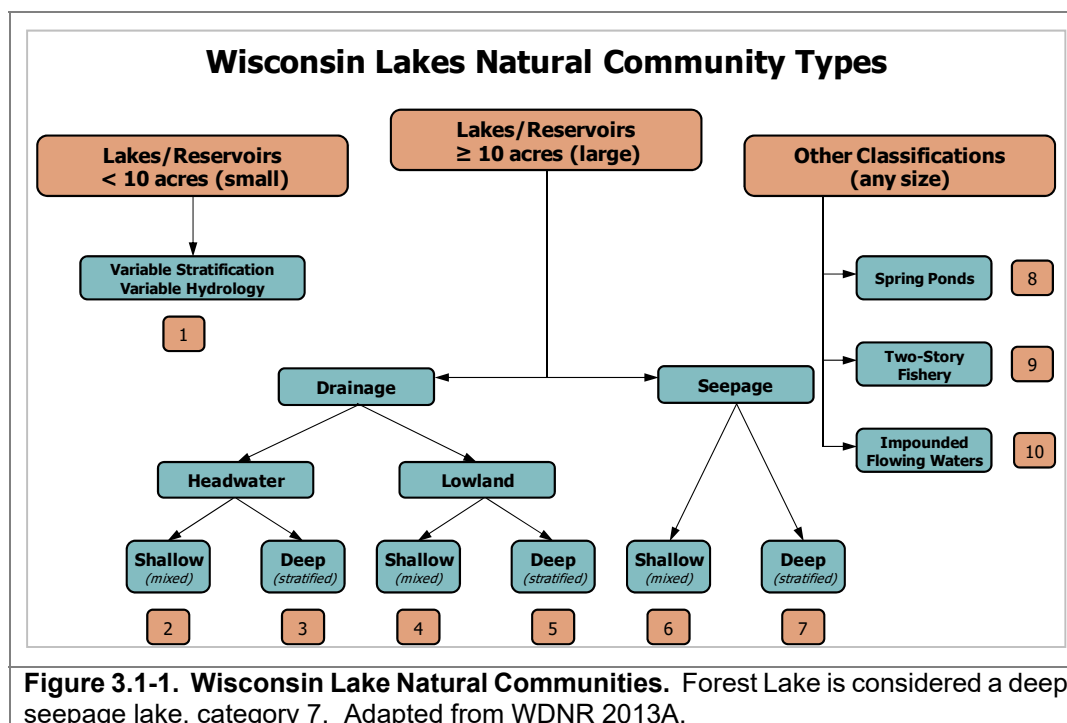 Wisconsin Lakes Natural Community Types
Lakes/Reservoirs
< 10 acres (small)
Lakes/Reservoirs
≥ 10 acres (large)
Other Classifications
(any size)
Variable Stratification
Variable Hydrology
1
Spring Ponds
8
Two-Story
Fishery
9
Impounded
Flowing Waters
10
Drainage
Seepage
Headwater
Lowland
Shallow
(mixed)
Deep
(stratified)
Shallow
(mixed)
Deep
(stratified)
Shallow
(mixed)
Deep
(stratified)
2
3
4
5
6
7
Figure 3.1-1. Wisconsin Lake Natural Communities. Forest Lake is considered a deep
seepage lake, category 7. Adapted from WDNR 2013A.